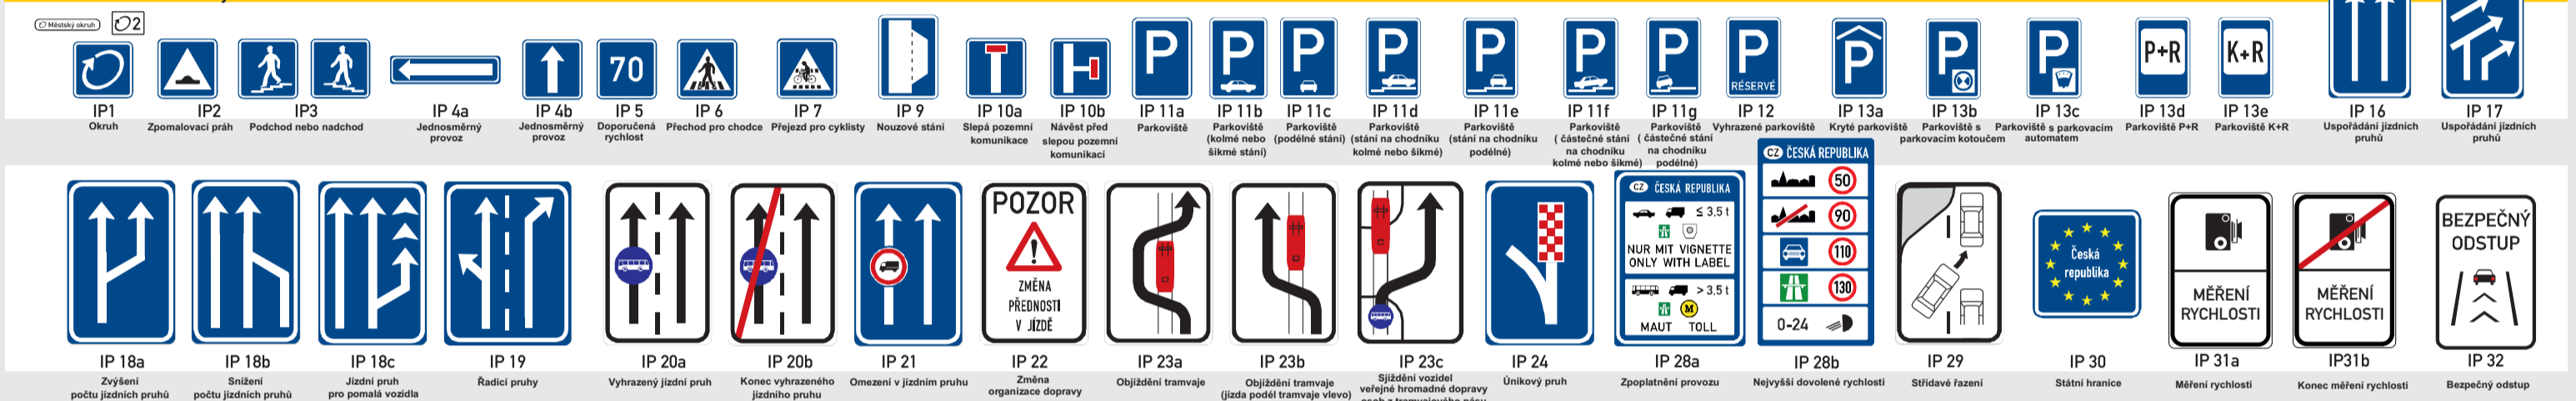 Městský okruh
2
70
P
P
P
P
P
P
P
P
RÉSERVÉ
P
P
P
P+R
K+R
IP1
IP2
IP3
IP 4a
IP 4b
IP 5
IP 6
IP 7
IP 9
IP 10a
IP 10b
IP 11a
IP 11b
IP 11c
IP 11d
IP 11e
IP 11f
IP 11g
IP 12
IP 13a
IP 13b
IP 13c
IP 13d
IP 13e
IP 16
IP 17
Okruh
Zpomalovací práh
Podchod nebo nadchod
Jednosměrný
provoz
Jednosměrný
provoz
Doporučená
rychlost
Přechod pro chodce
Přejezd pro cyklisty
Nouzové stání
Slepá pozemní
komunikace
Návěst před
slepou pozemní
komunikací
Parkoviště
Parkoviště
(kolmé nebo
šikmé stání)
Parkoviště
(podélné stání)
Parkoviště
(stání na chodníku
kolmé nebo šikmé)
Parkoviště
(stání na chodníku
podélné)
Parkoviště
( částečné stání
na chodníku
kolmé nebo šikmé)
Parkoviště
( částečné stání
na chodníku
podélné)
Vyhrazené parkoviště
Kryté parkoviště
Parkoviště s
parkovacím kotoučem
Parkoviště s parkovacím
automatem
Parkoviště P+R
Parkoviště K+R
Uspořádání jízdních
pruhů
Uspořádání jízdních
pruhů
POZOR
!
ZMĚNA
PŘEDNOSTI
V JÍZDĚ
CZ ČESKÁ REPUBLIKA
≤ 3,5 t
NUR MIT VIGNETTE
ONLY WITH LABEL
> 3,5 t
M
MAUT TOLL
CZ ČESKÁ REPUBLIKA
50
90
110
130
0-24
Česká
republika
MĚŘENÍ
RYCHLOSTI
MĚŘENÍ
RYCHLOSTI
BEZPEČNÝ
ODSTUP
IP 18a
IP 18b
IP 18c
IP 19
IP 20a
IP 20b
IP 21
IP 22
IP 23a
IP 23b
IP 23c
IP 24
IP 28a
IP 28b
IP 29
IP 30
IP 31a
IP31b
IP 32
Zvýšení
počtu jízdních pruhů
Snížení
počtu jízdních pruhů
Jízdní pruh
pro pomalá vozidla
Řadicí pruhy
Vyhrazený jízdní pruh
Konec vyhrazeného
jízdního pruhu
Omezení v jízdním pruhu
Změna
organizace dopravy
Objíždění tramvaje
Objíždění tramvaje
(jízda podél tramvaje vlevo)
Sjíždění vozidel
veřejné hromadné dopravy
Únikový pruh
Zpoplatnění provozu
Nejvyšší dovolené rychlosti
Střídavé řazení
Státní hranice
Měření rychlosti
Konec měření rychlosti
Bezpečný odstup